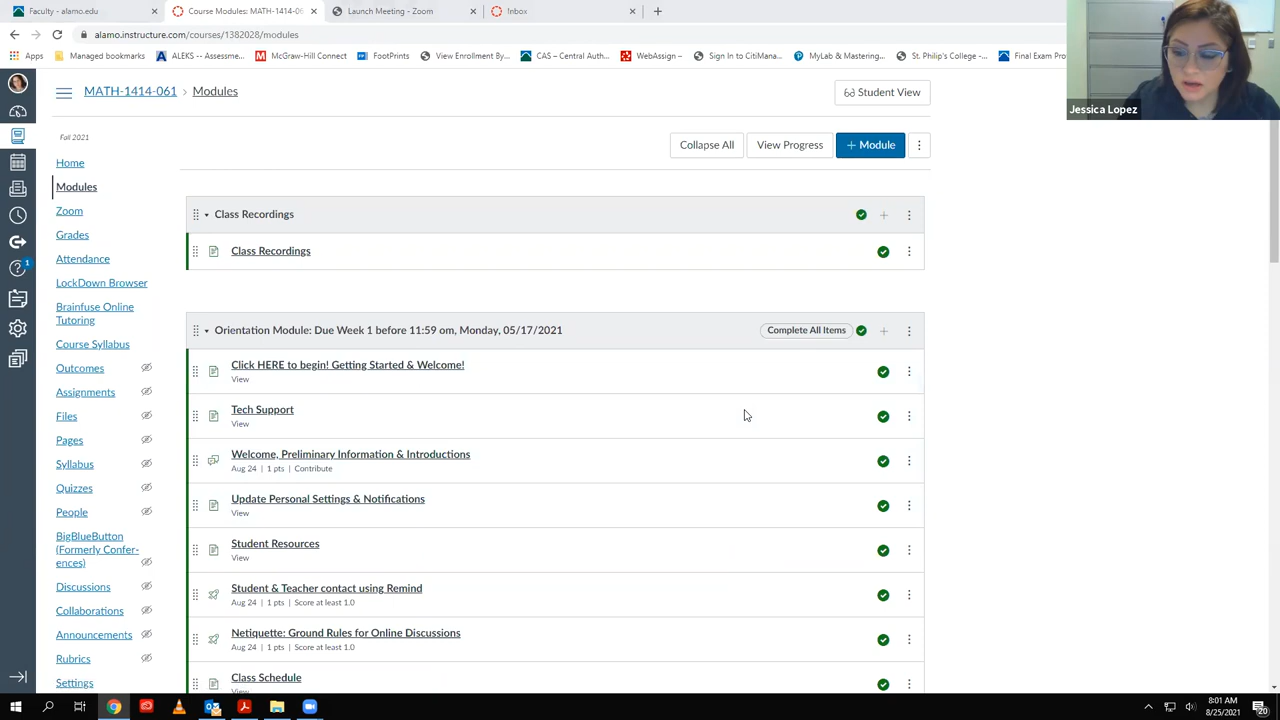 Faculty - alamo.edu
Course Modules: MATH-1414-06
Launch Meeting - Zoom
Inbox
alamo.instructure.com/courses/1382028/modules
Apps
Managed bookmarks
ALEKS -- Assessme...
McGraw-Hill Connect
FootPrints
View Enrollment By...
CAS – Central Auth...
WebAssign –
Sign In to CitiMana...
MyLab & Mastering...
St. Philip's College -...
Final Exam Pro
Jessica Lopez
MATH-1414-061 > Modules
Student View
Fall 2021
Collapse All
View Progress
+ Module
Home
Modules
Zoom
Grades
Attendance
LockDown Browser
Brainfuse Online
Tutoring
Course Syllabus
Outcomes
Assignments
Files
Pages
Syllabus
Quizzes
People
BigBlueButton
(Formerly Confer-
ences)
Discussions
Collaborations
Announcements
Rubrics
Settings
1
Class Recordings
Class Recordings
Orientation Module: Due Week 1 before 11:59 om, Monday, 05/17/2021
Complete All Items
Click HERE to begin! Getting Started & Welcome!
View
Tech Support
View
Welcome, Preliminary Information & Introductions
Aug 24 | 1 pts | Contribute
Update Personal Settings & Notifications
View
Student Resources
View
Student & Teacher contact using Remind
Aug 24 | 1 pts | Score at least 1.0
Netiquette: Ground Rules for Online Discussions
Aug 24 | 1 pts | Score at least 1.0
Class Schedule
View
8:01 AM
8/25/2021
20